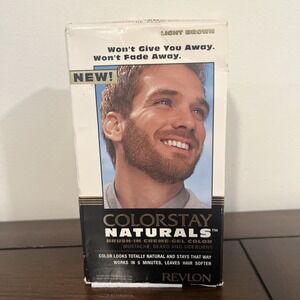 LIGHT BROWN
Won't Give You Away.
Won't Fade Away.
NEW!
COLORSTAY
NATURALS™
BRUSH-IN CREME-GEL COLOR
MUSTACHE, BEARD AND SIDEBURNS
COLOR LOOKS TOTALLY NATURAL AND STAYS THAT WAY
WORKS IN 5 MINUTES, LEAVES HAIR SOFTER
REVLON